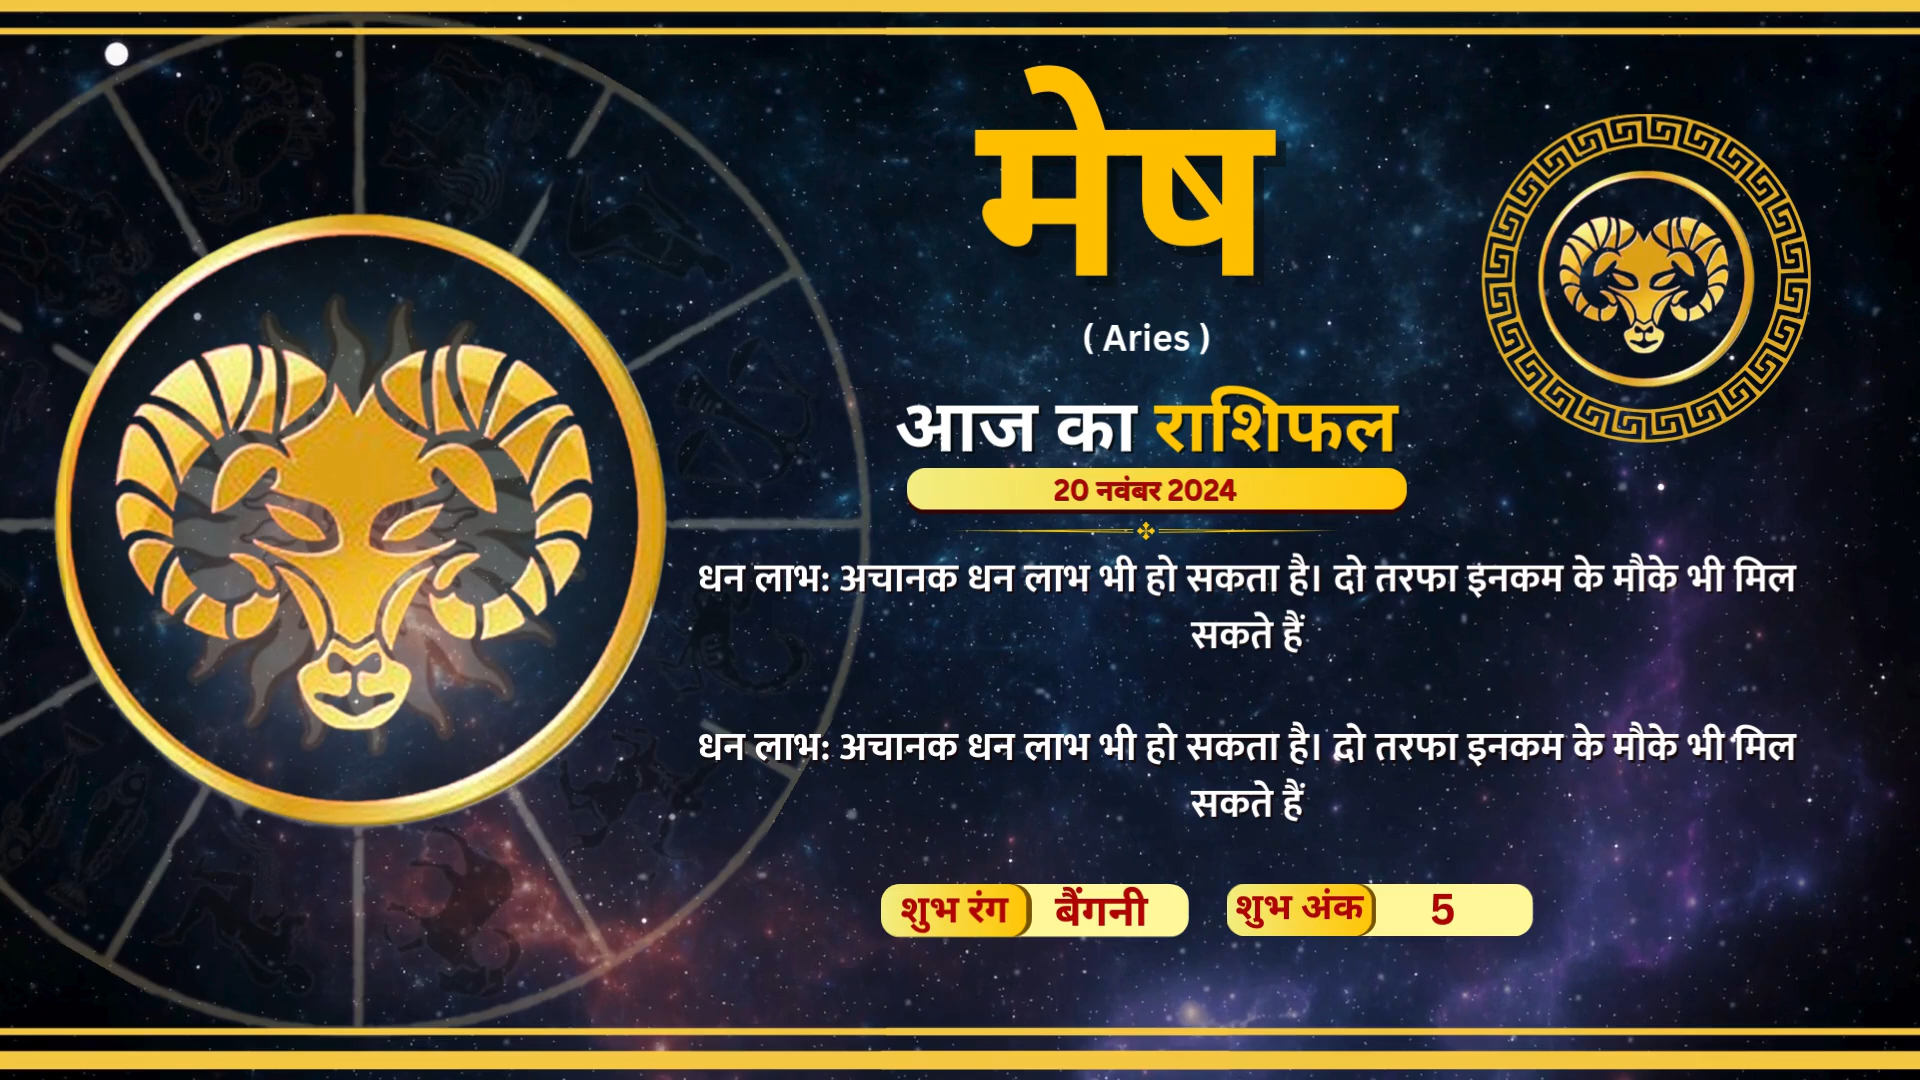 मेष
( Aries )
आज का राशिफल
20 नवंबर 2024
धन लाभ: अचानक धन लाभ भी हो सकता है। दो तरफा इनकम के मौके भी मिल
सकते हैं
धन लाभ: अचानक धन लाभ भी हो सकता है। दो तरफा इनकम के मौके भी मिल
सकते हैं
शुभ रंग बैंगनी शुभ अंक 5